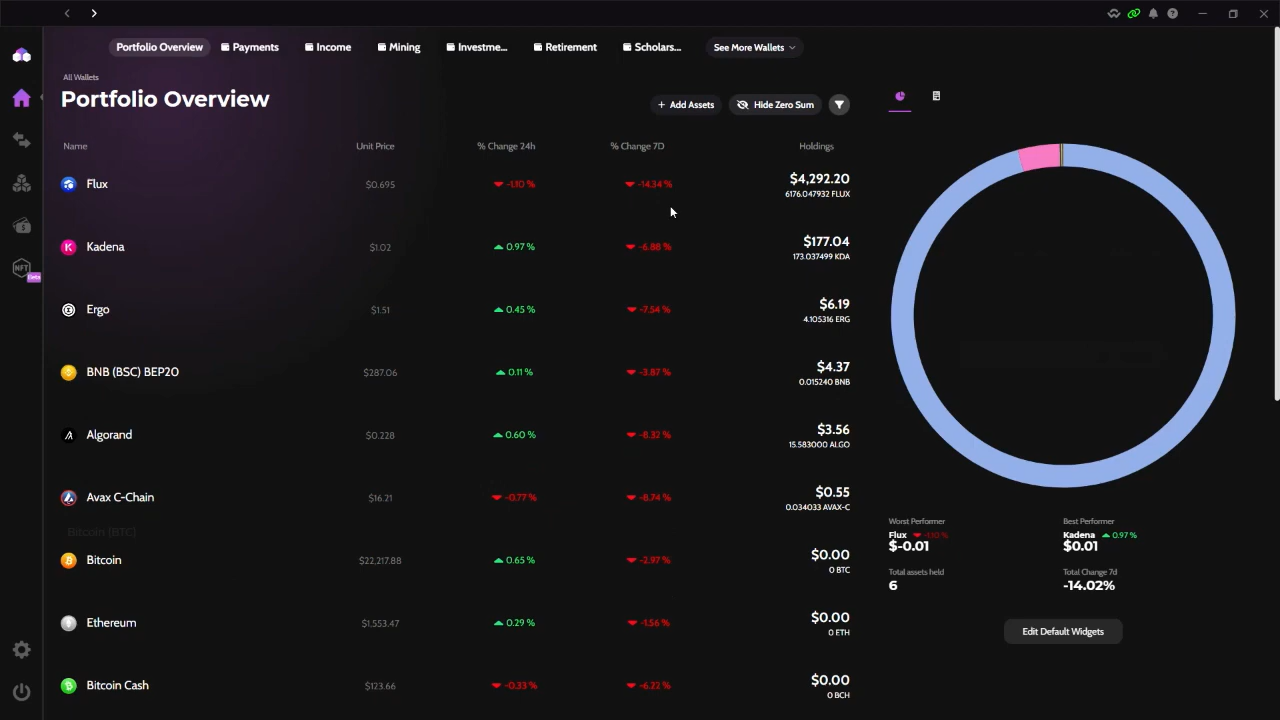 Portfolio Overview Payments Income Mining Investme... Retirement Scholars... See More Wallets
All Wallets
Portfolio Overview
+ Add Assets Hide Zero Sum
Name Unit Price % Change 24h % Change 7D Holdings
Flux $0.695 -1.10 % -14.34 % $4,292.20
6176.047932 FLUX
Kadena $1.02 0.97 % -6.88 % $177.04
173.037499 KDA
Ergo $1.51 0.45 % -7.54 % $6.19
4.105316 ERG
BNB (BSC) BEP20 $287.06 0.11 % -3.87 % $4.37
0.015240 BNB
Algorand $0.228 0.60 % -8.32 % $3.56
15.583000 ALGO
Avax C-Chain $16.21 -0.77 % -8.74 % $0.55
0.034033 AVAX-C
Bitcoin (BTC)
Bitcoin $22,217.88 0.65 % -2.97 % $0.00
0 BTC
Ethereum $1,553.47 0.29 % -1.56 % $0.00
0 ETH
Bitcoin Cash $123.66 -0.33 % -6.22 % $0.00
0 BCH
NFT
Beta
Worst Performer Best Performer
Flux -1.10 % Kadena 0.97 %
$-0.01 $0.01
Total assets held Total Change 7d
6 -14.02%
Edit Default Widgets